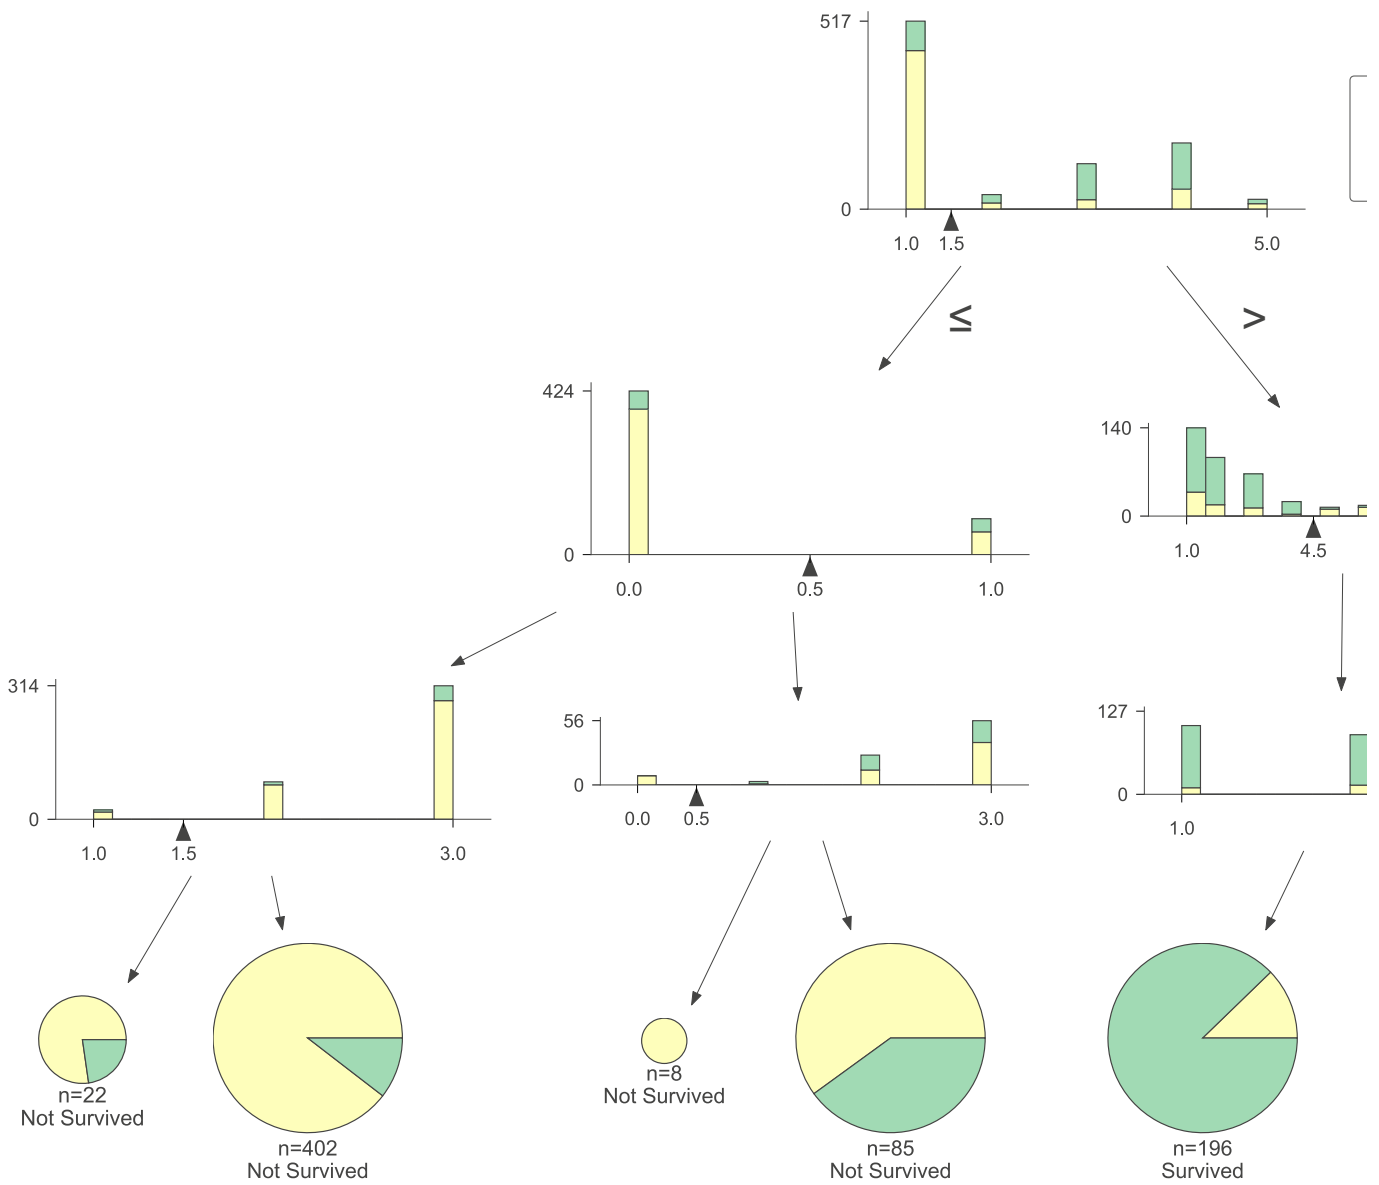 517
0
1.0 1.5 5.0
≤ >
424
0
0.0 0.5 1.0
140
0
1.0 4.5
314
0
1.0 1.5 3.0
56
0
0.0 0.5 3.0
127
0
1.0
n=22
Not Survived
n=402
Not Survived
n=8
Not Survived
n=85
Not Survived
n=196
Survived